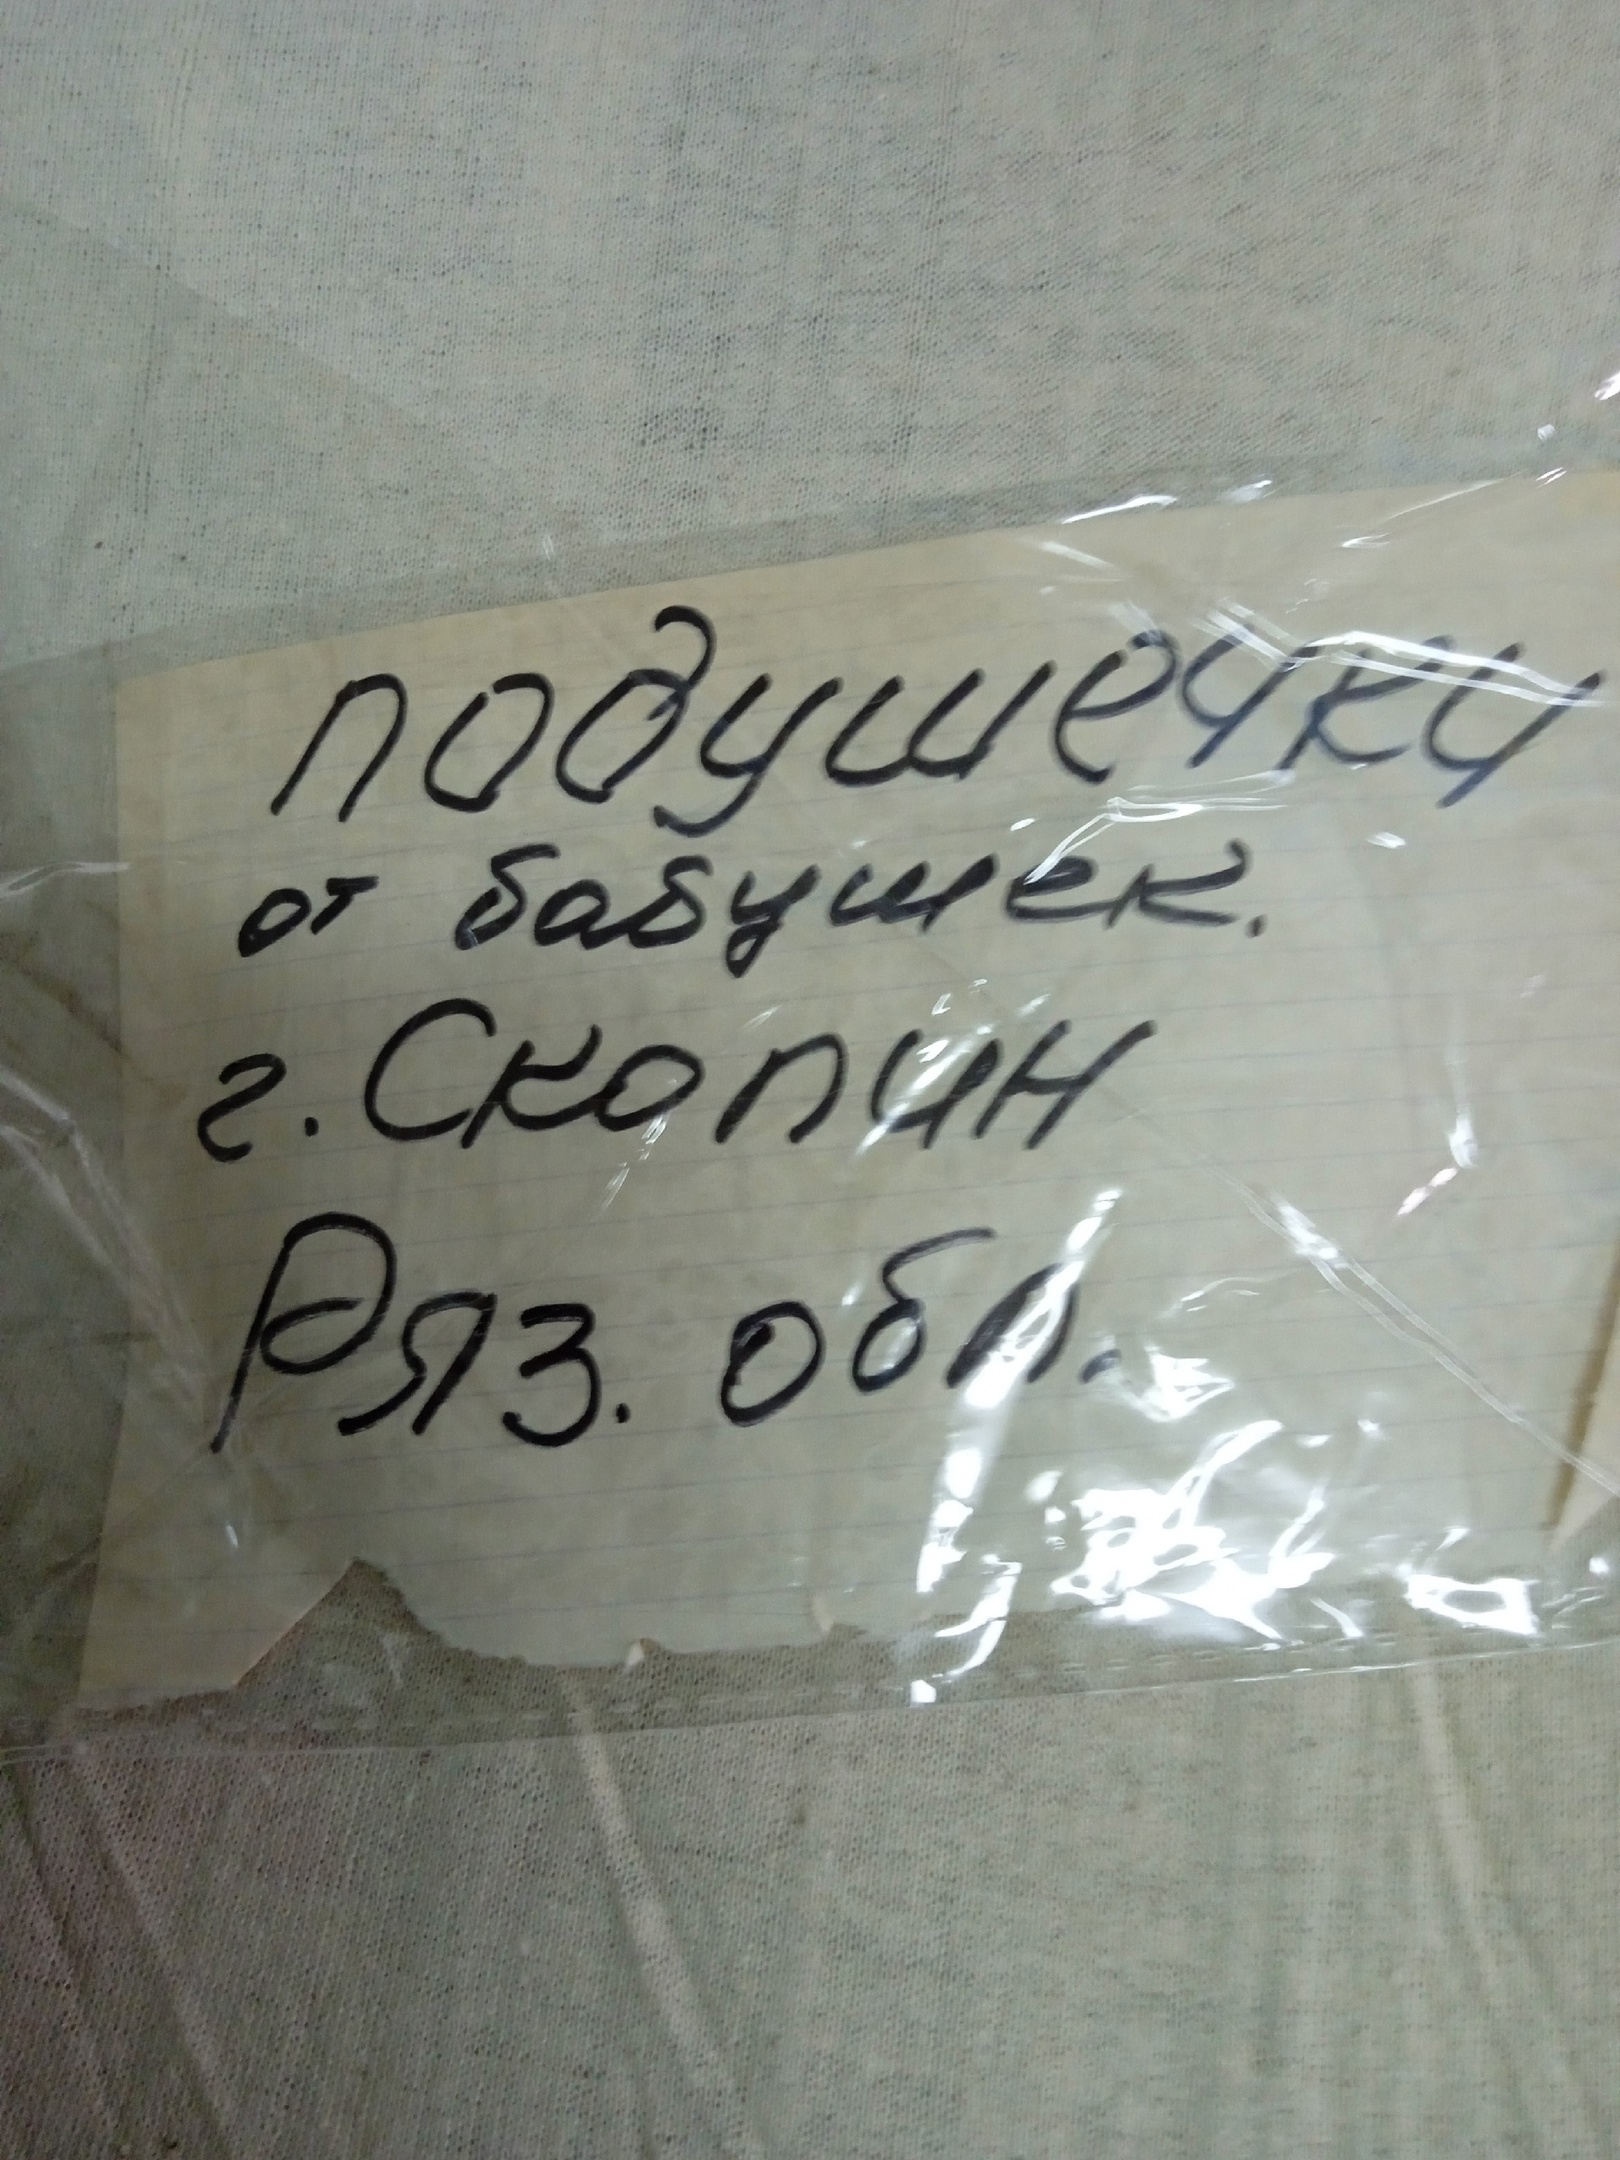 подушечки
от бабушек.
г. Скопин
Ряз. обл.